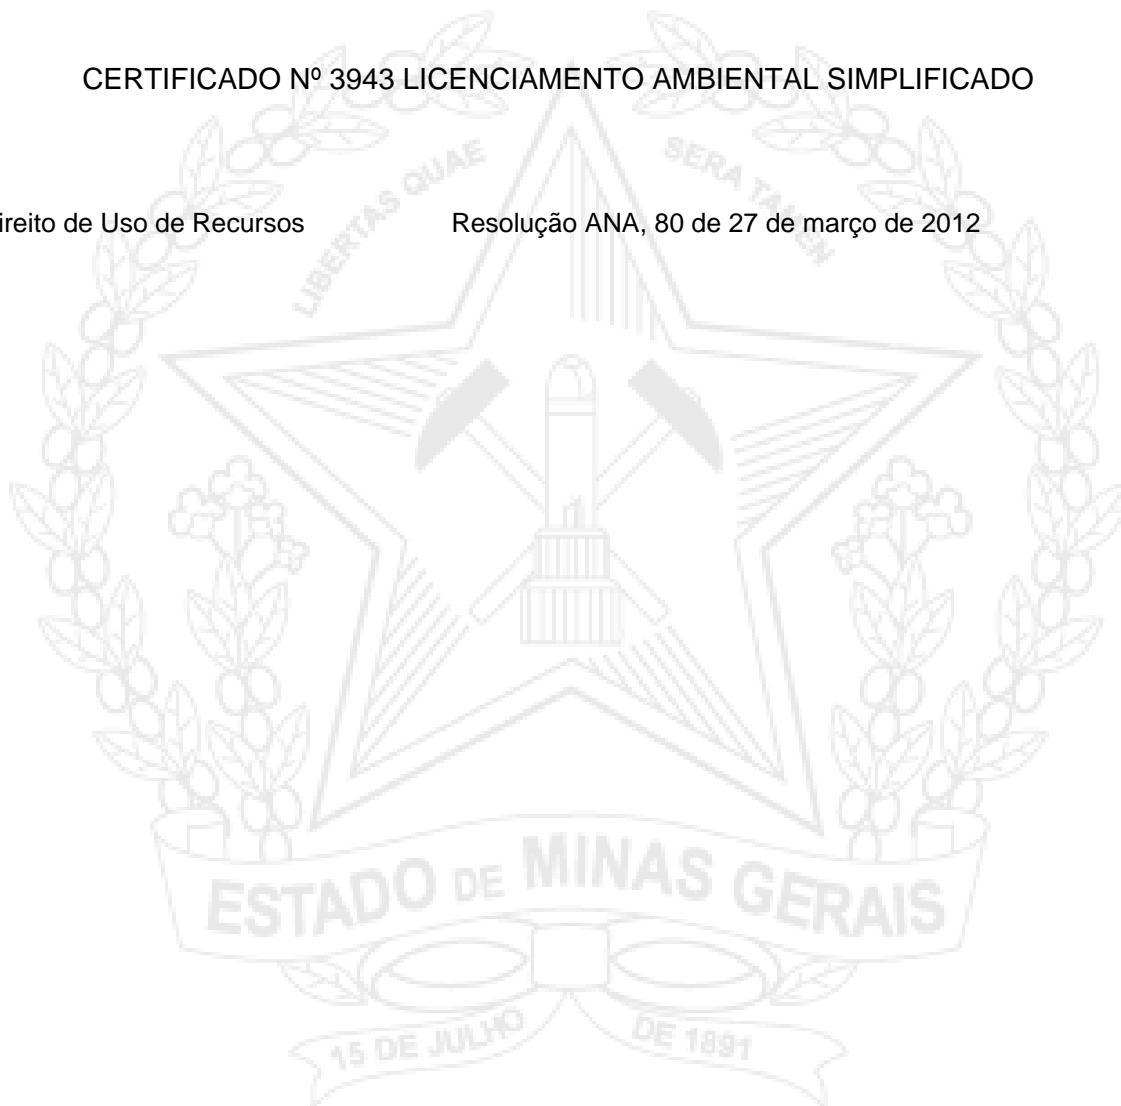 CERTIFICADO Nº 3943 LICENCIAMENTO AMBIENTAL SIMPLIFICADO
LIBERTAS QUAE SERA TAMEN
ireito de Uso de Recursos Resolução ANA, 80 de 27 de março de 2012
ESTADO DE MINAS GERAIS
15 DE JULHO DE 1891